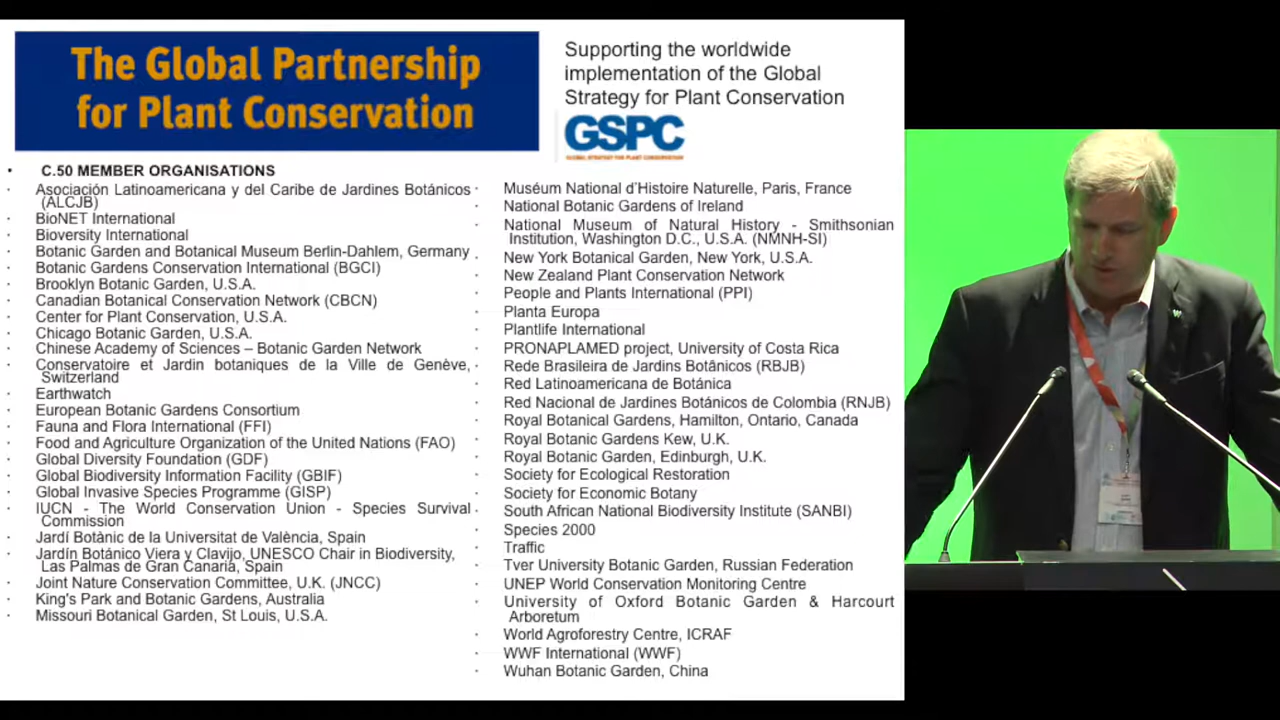 The Global Partnership
for Plant Conservation
Supporting the worldwide
implementation of the Global
Strategy for Plant Conservation
GSPC
GLOBAL STRATEGY FOR PLANT CONSERVATION
• C.50 MEMBER ORGANISATIONS
· Asociación Latinoamericana y del Caribe de Jardines Botánicos
(ALCJB)
· BioNET International
· Bioversity International
· Botanic Garden and Botanical Museum Berlin-Dahlem, Germany
· Botanic Gardens Conservation International (BGCI)
· Brooklyn Botanic Garden, U.S.A.
· Canadian Botanical Conservation Network (CBCN)
· Center for Plant Conservation, U.S.A.
· Chicago Botanic Garden, U.S.A.
· Chinese Academy of Sciences – Botanic Garden Network
· Conservatoire et Jardin botaniques de la Ville de Genève,
Switzerland
· Earthwatch
· European Botanic Gardens Consortium
· Fauna and Flora International (FFI)
· Food and Agriculture Organization of the United Nations (FAO)
· Global Diversity Foundation (GDF)
· Global Biodiversity Information Facility (GBIF)
· Global Invasive Species Programme (GISP)
· IUCN - The World Conservation Union - Species Survival
Commission
· Jardí Botànic de la Universitat de València, Spain
· Jardín Botánico Viera y Clavijo, UNESCO Chair in Biodiversity,
Las Palmas de Gran Canaria, Spain
· Joint Nature Conservation Committee, U.K. (JNCC)
· King's Park and Botanic Gardens, Australia
· Missouri Botanical Garden, St Louis, U.S.A.
· Muséum National d'Histoire Naturelle, Paris, France
· National Botanic Gardens of Ireland
· National Museum of Natural History - Smithsonian
Institution, Washington D.C., U.S.A. (NMNH-SI)
· New York Botanical Garden, New York, U.S.A.
· New Zealand Plant Conservation Network
· People and Plants International (PPI)
· Planta Europa
· Plantlife International
· PRONAPLAMED project, University of Costa Rica
· Rede Brasileira de Jardins Botânicos (RBJB)
· Red Latinoamericana de Botánica
· Red Nacional de Jardines Botánicos de Colombia (RNJB)
· Royal Botanical Gardens, Hamilton, Ontario, Canada
· Royal Botanic Gardens Kew, U.K.
· Royal Botanic Garden, Edinburgh, U.K.
· Society for Ecological Restoration
· Society for Economic Botany
· South African National Biodiversity Institute (SANBI)
· Species 2000
· Traffic
· Tver University Botanic Garden, Russian Federation
· UNEP World Conservation Monitoring Centre
· University of Oxford Botanic Garden & Harcourt
Arboretum
· World Agroforestry Centre, ICRAF
· WWF International (WWF)
· Wuhan Botanic Garden, China